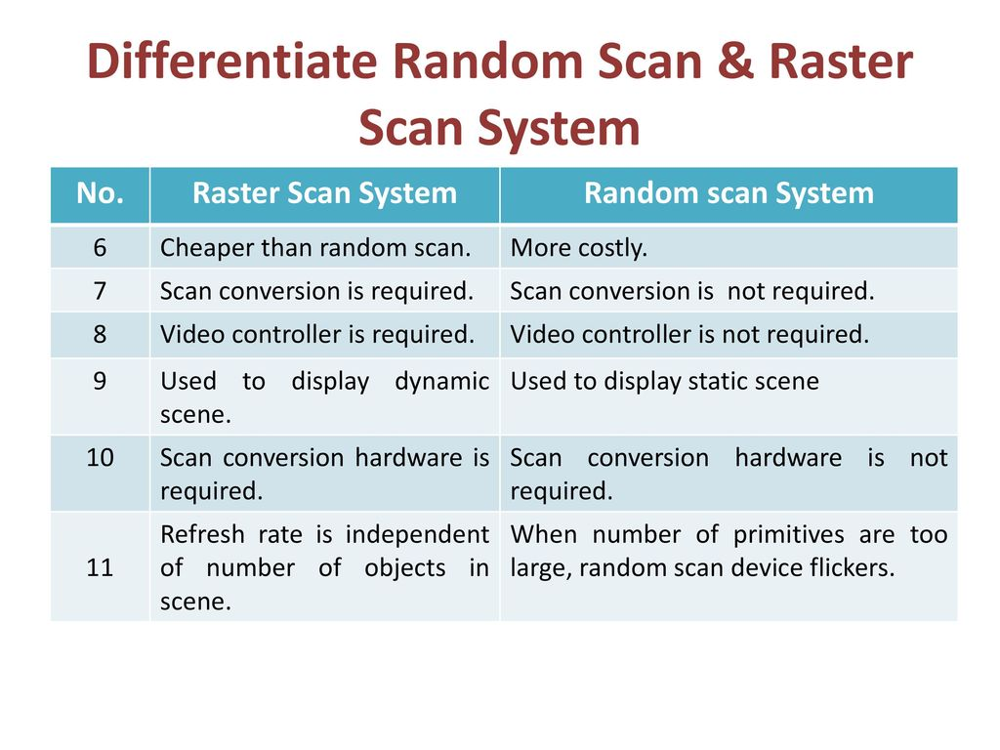 Differentiate Random Scan & Raster
Scan System
No. Raster Scan System Random scan System
6 Cheaper than random scan. More costly.
7 Scan conversion is required. Scan conversion is  not required.
8 Video controller is required. Video controller is not required.
9 Used to display dynamic Used to display static scene
scene.
10 Scan conversion hardware is Scan conversion hardware is not
required. required.
Refresh rate is independent When number of primitives are too
11 of number of objects in large, random scan device flickers.
scene.